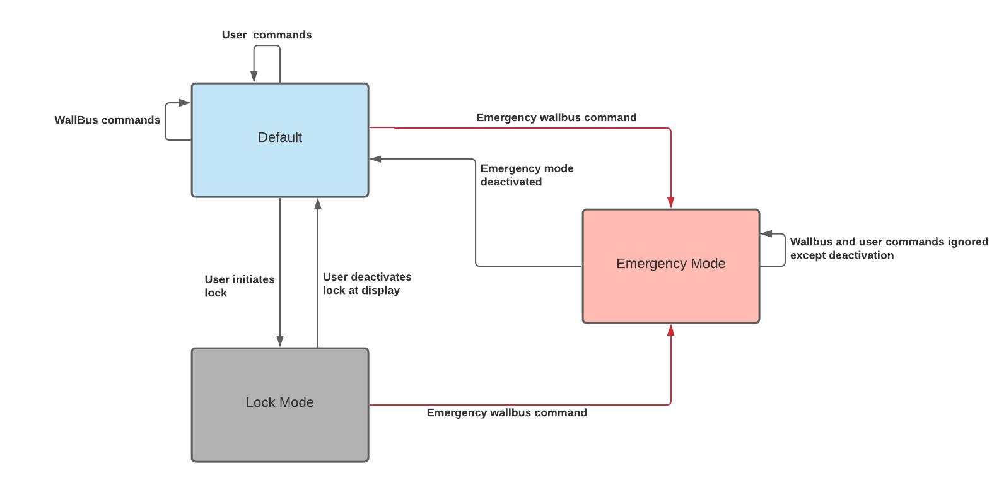 User  commands
WallBus commands
Default
Emergency wallbus command
Emergency mode
deactivated
Wallbus and user commands ignored
except deactivation
Emergency Mode
User initiates
lock
User deactivates
lock at display
Lock Mode
Emergency wallbus command